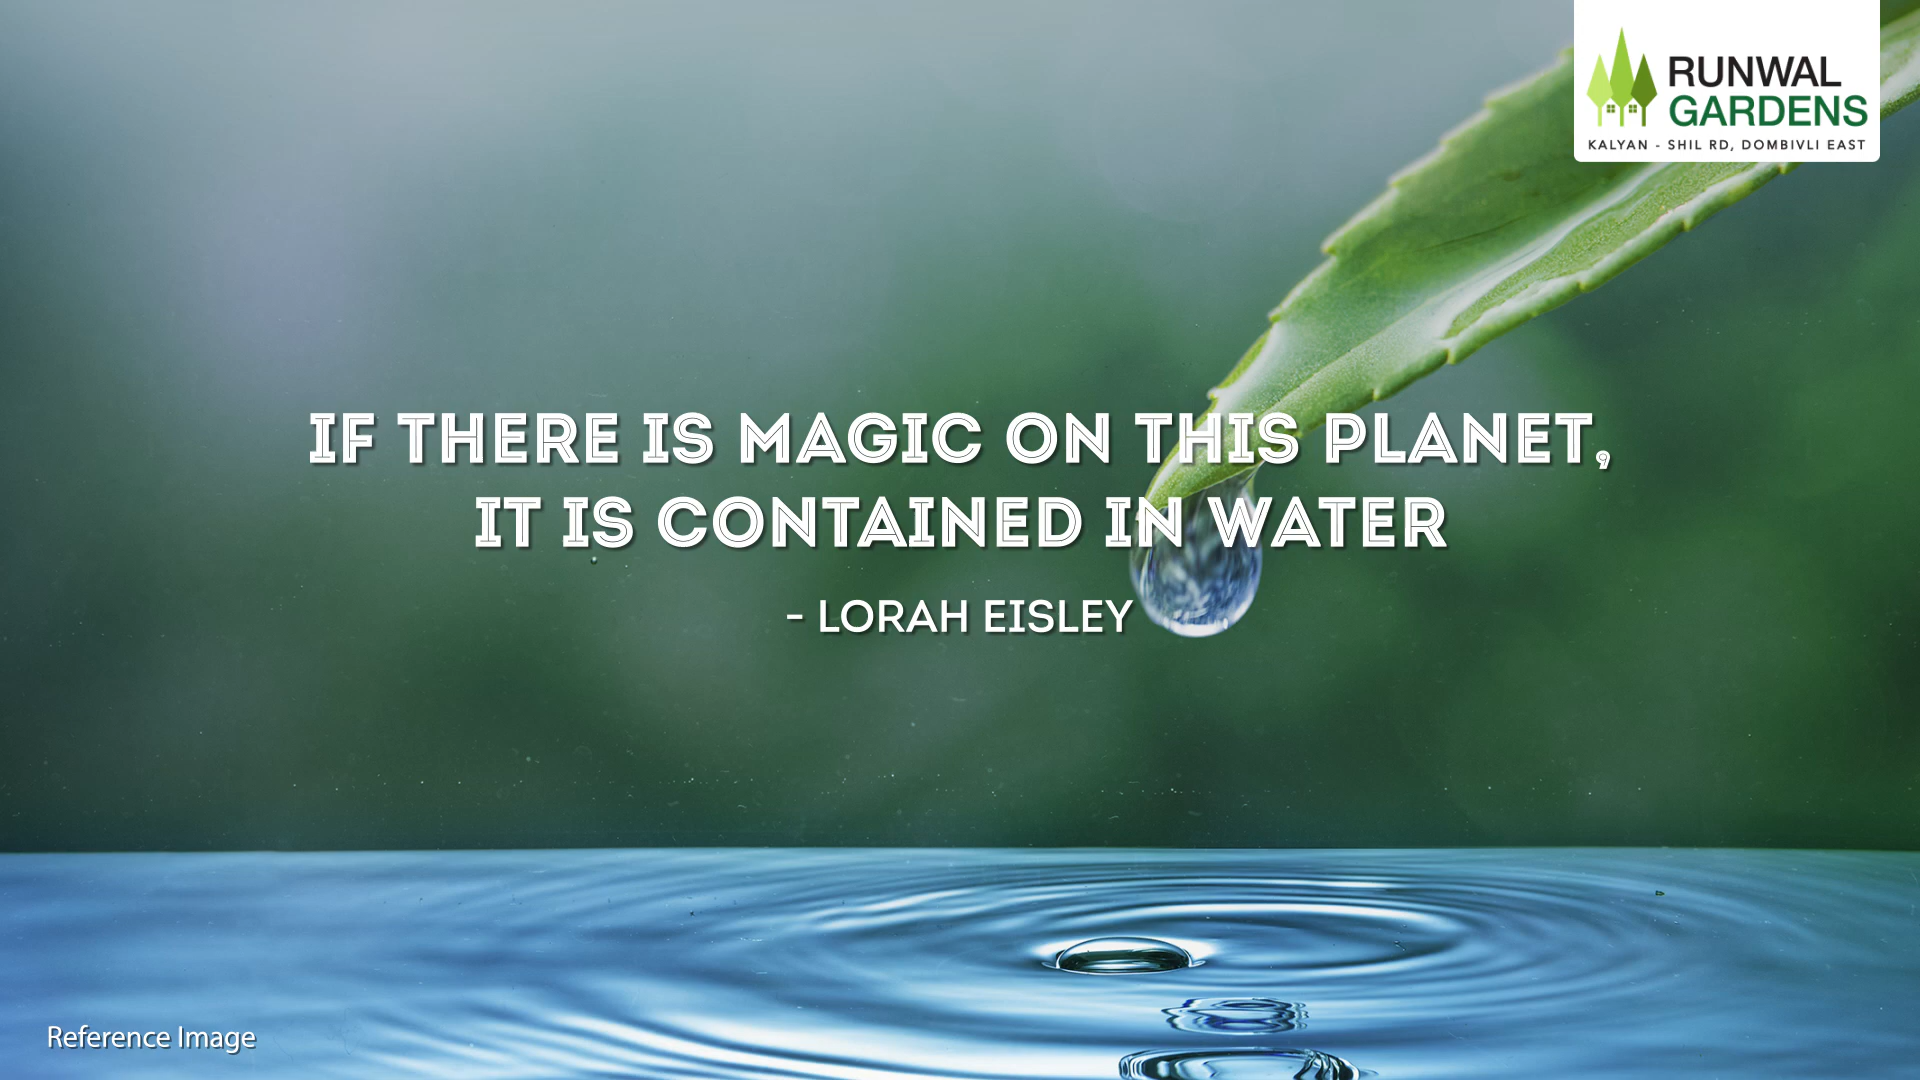 RUNWAL
GARDENS
KALYAN - SHIL RD, DOMBIVLI EAST
IF THERE IS MAGIC ON THIS PLANET,
IT IS CONTAINED IN WATER
- LORAH EISLEY
Reference Image